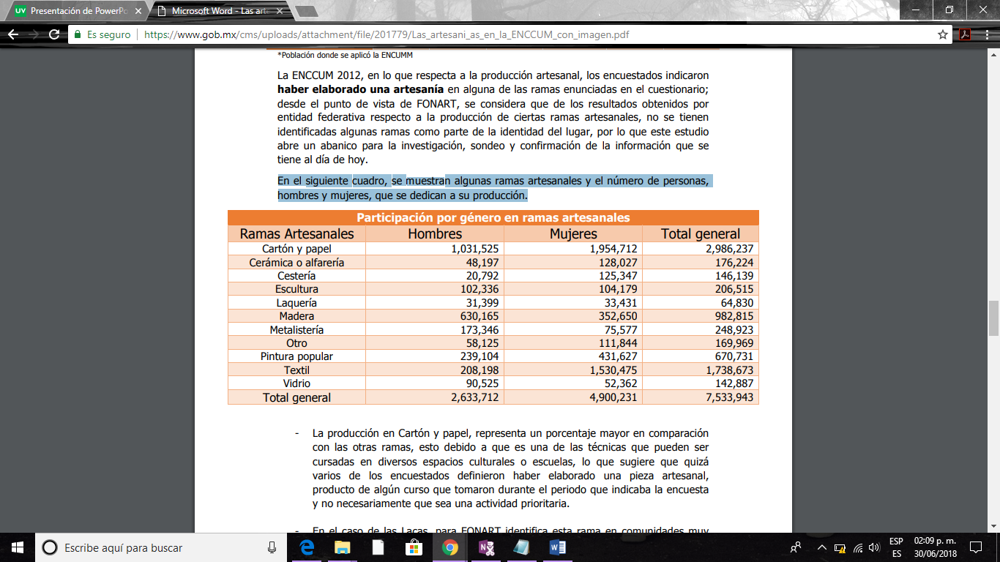 Presentación de PowerPo
Microsoft Word - Las arte
Es seguro
https://www.gob.mx/cms/uploads/attachment/file/201779/Las_artesani_as_en_la_ENCCUM_con_imagen.pdf
*Población donde se aplicó la ENCUMM
La ENCCUM 2012, en lo que respecta a la producción artesanal, los encuestados indicaron
haber elaborado una artesanía en alguna de las ramas enunciadas en el cuestionario;
desde el punto de vista de FONART, se considera que de los resultados obtenidos por
entidad federativa respecto a la producción de ciertas ramas artesanales, no se tienen
identificadas algunas ramas como parte de la identidad del lugar, por lo que este estudio
abre un abanico para la investigación, sondeo y confirmación de la información que se
tiene al día de hoy.
En el siguiente cuadro, se muestran algunas ramas artesanales y el número de personas,
hombres y mujeres, que se dedican a su producción.
Participación por género en ramas artesanales
Ramas Artesanales Hombres Mujeres Total general
Cartón y papel 1,031,525 1,954,712 2,986,237
Cerámica o alfarería 48,197 128,027 176,224
Cestería 20,792 125,347 146,139
Escultura 102,336 104,179 206,515
Laquería 31,399 33,431 64,830
Madera 630,165 352,650 982,815
Metalistería 173,346 75,577 248,923
Otro 58,125 111,844 169,969
Pintura popular 239,104 431,627 670,731
Textil 208,198 1,530,475 1,738,673
Vidrio 90,525 52,362 142,887
Total general 2,633,712 4,900,231 7,533,943
- La producción en Cartón y papel, representa un porcentaje mayor en comparación
con las otras ramas, esto debido a que es una de las técnicas que pueden ser
cursadas en diversos espacios culturales o escuelas, lo que sugiere que quizá
varios de los encuestados definieron haber elaborado una pieza artesanal,
producto de algún curso que tomaron durante el periodo que indicaba la encuesta
y no necesariamente que sea una actividad prioritaria.
- En el caso de las Lacas, para FONART identifica esta rama en comunidades muy
Escribe aquí para buscar
ESP
ES
02:09 p. m.
30/06/2018